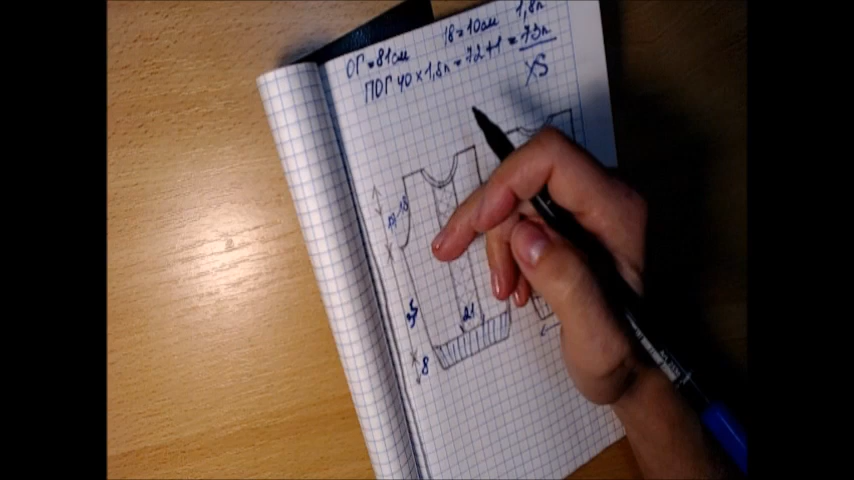 ОГ = 81см 18 = 10см 1,8п
ПОГ 40 × 1,8п = 72+1 = 73п
XS
21
8